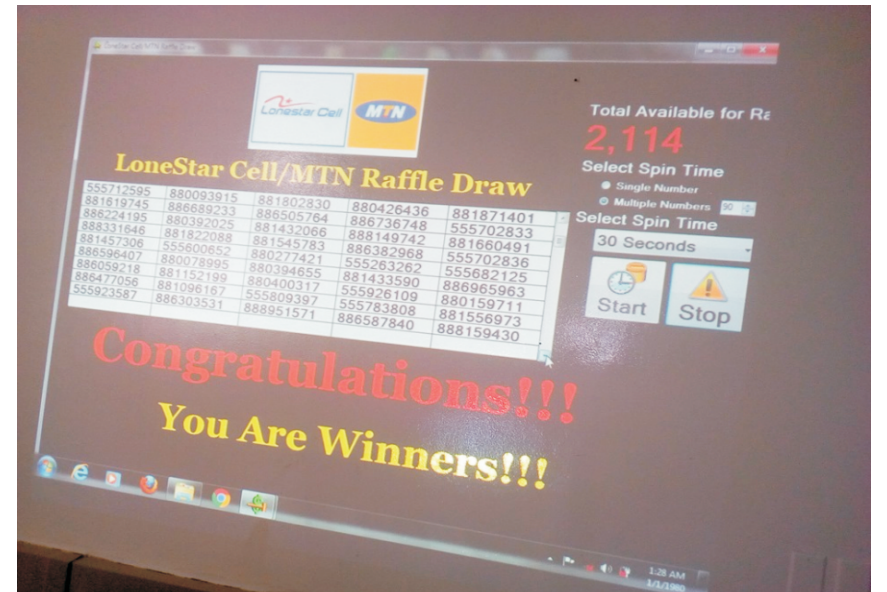 LoneStar Cell/MTN Raffle Draw
Lonestar Cell MTN
LoneStar Cell/MTN Raffle Draw
555712595 880093915 881802830 880426436 881871401
881619745 886689233 886505764 886736748 555702833
886224195 880392025 881432066 888149742 881660491
888331646 881822088 881545783 886382968 555702836
881457306 555600652 880277421 555263262 555682125
886596407 880078995 880394655 881433590 886965963
886059218 881152199 880400317 555926109 880159711
886477056 881096167 555809397 555783808 881556973
555923587 886303531 888951571 886587840 888159430
Congratulations!!!
You Are Winners!!!
Total Available for Ra
2,114
Select Spin Time
Single Number
Multiple Numbers 90
Select Spin Time
30 Seconds
Start Stop
1:28 AM
1/1/1980